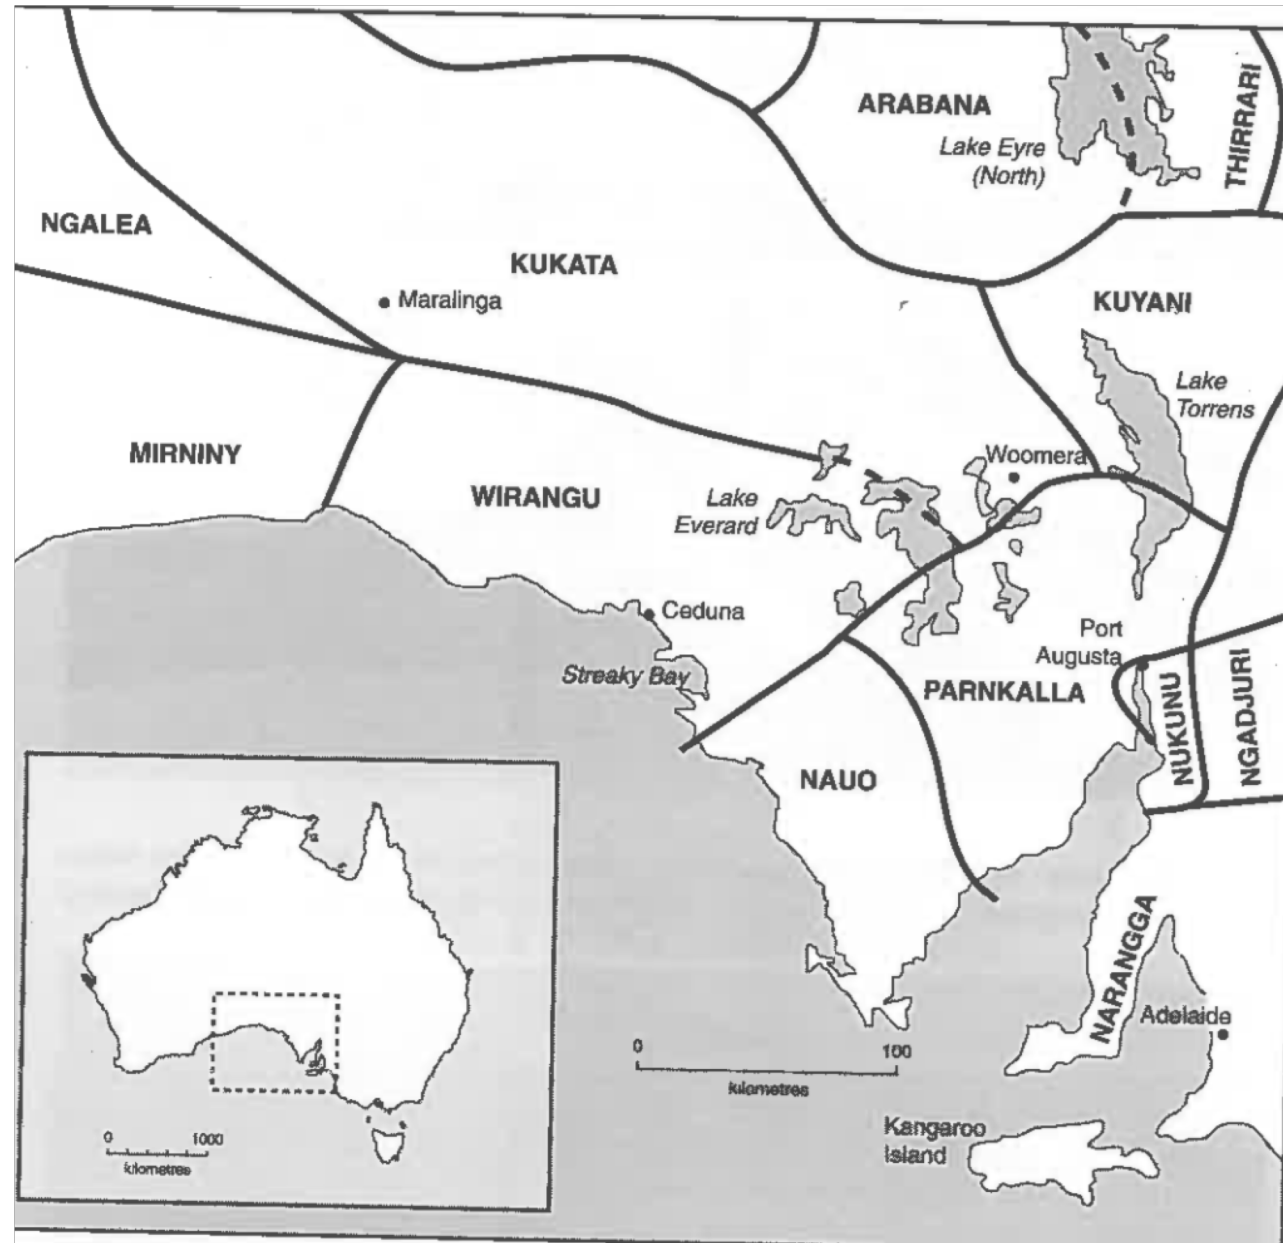 ARABANA
Lake Eyre
(North)
THIRRARI
NGALEA
KUKATA
Maralinga
KUYANI
Lake
Torrens
MIRNINY
WIRANGU
Woomera
Lake
Everard
Ceduna
Streaky Bay
Port
Augusta
PARNKALLA
NUKUNU
NGADJURI
NAUO
NARANGGA
Adelaide
0
100
kilometres
Kangaroo
Island
0
1000
kilometres